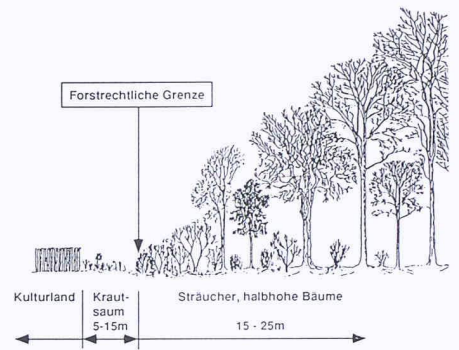 Forstrechtliche Grenze
Kulturland
Kraut-
saum
5-15m
Sträucher, halbhohe Bäume
15 - 25m